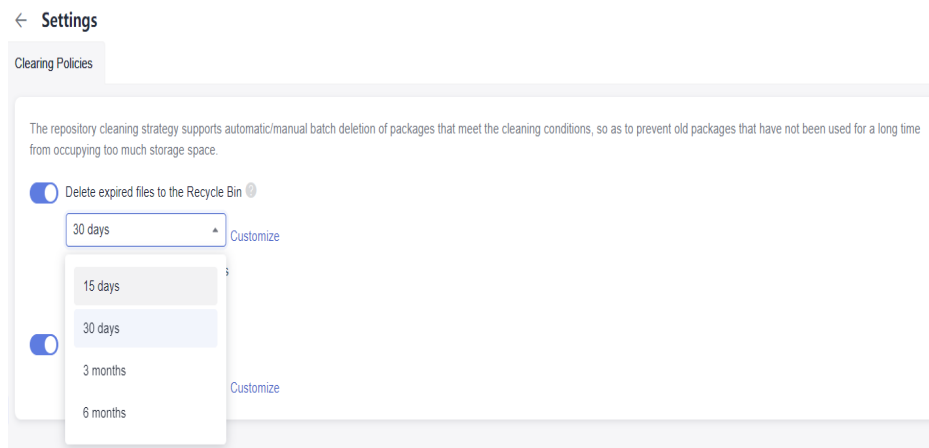 Settings
Clearing Policies
The repository cleaning strategy supports automatic/manual batch deletion of packages that meet the cleaning conditions, so as to prevent old packages that have not been used for a long time
from occupying too much storage space.
Delete expired files to the Recycle Bin ?
30 days
Customize
15 days
30 days
3 months
Customize
6 months